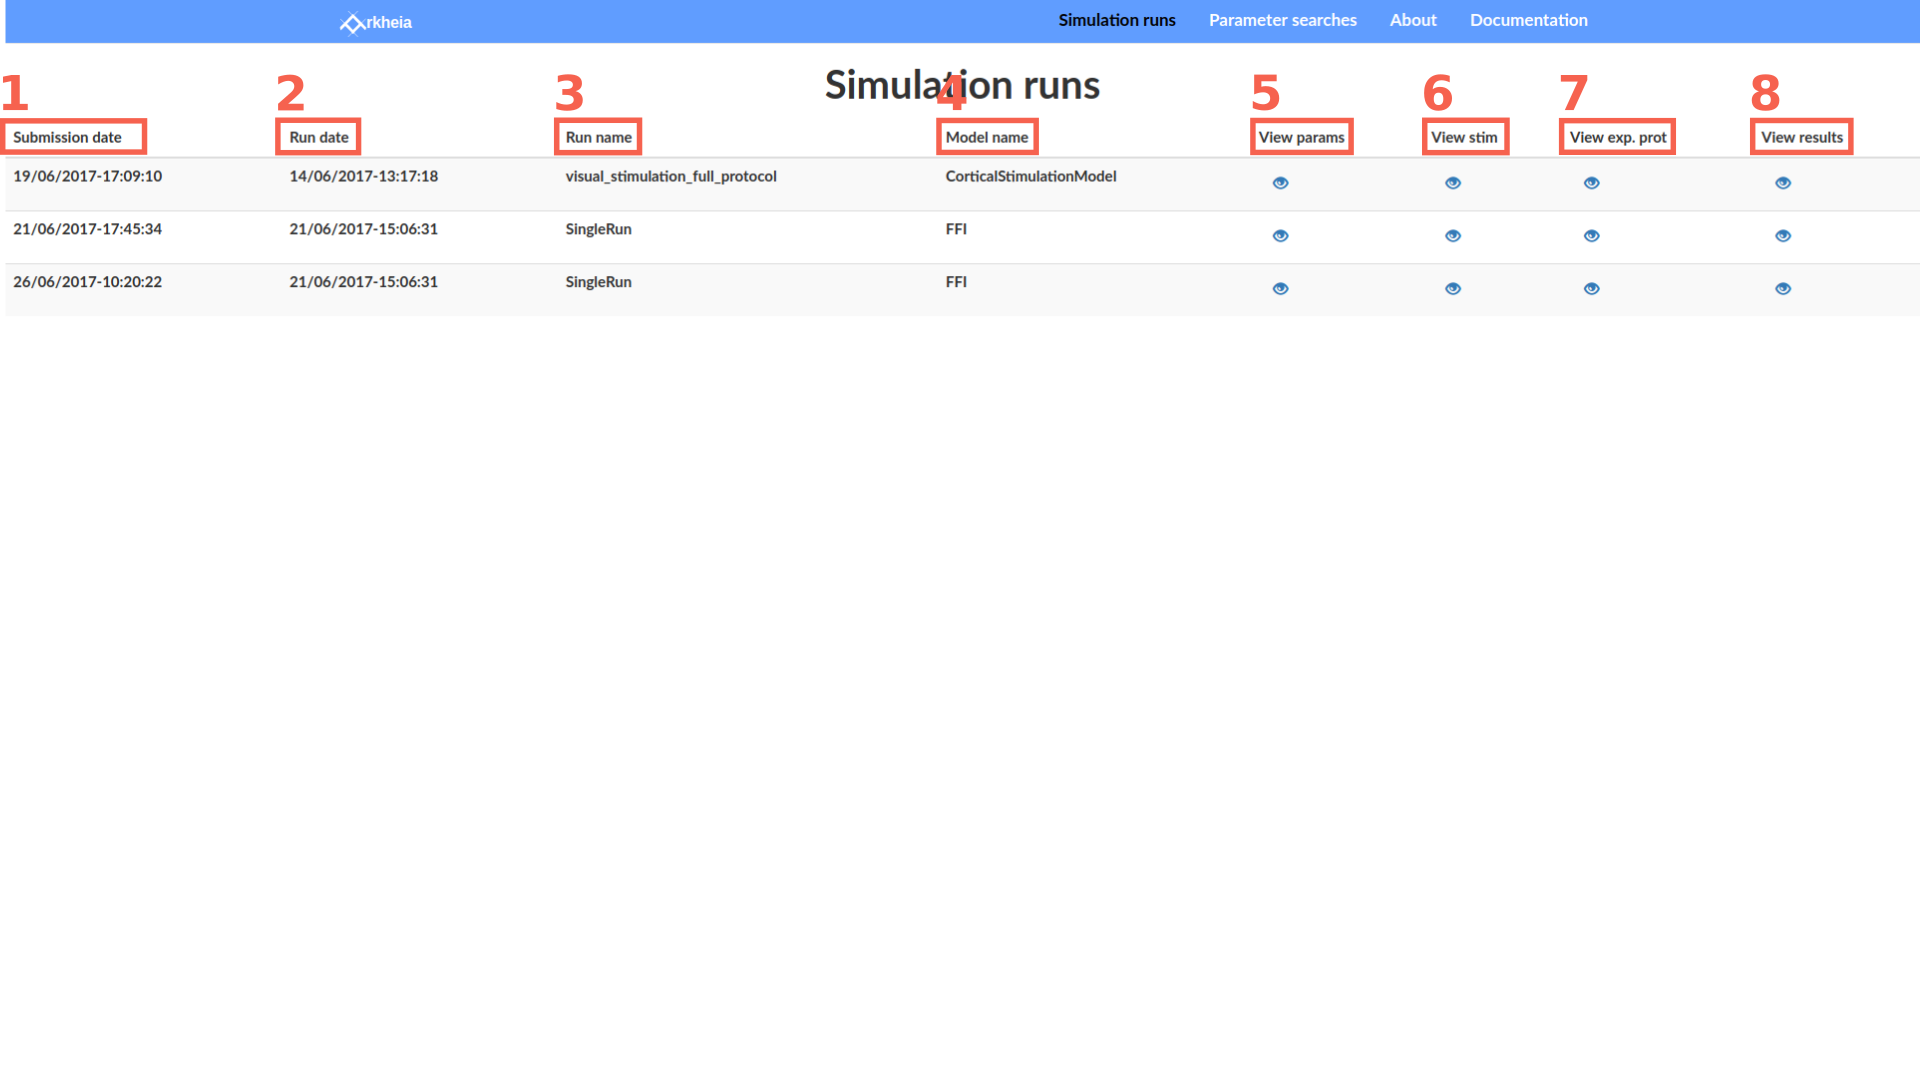 rkheia Simulation runs Parameter searches About Documentation
Simulation runs
1 2 3 4 5 6 7 8
Submission date Run date Run name Model name View params View stim View exp. prot View results
19/06/2017-17:09:10 14/06/2017-13:17:18 visual_stimulation_full_protocol CorticalStimulationModel
21/06/2017-17:45:34 21/06/2017-15:06:31 SingleRun FFI
26/06/2017-10:20:22 21/06/2017-15:06:31 SingleRun FFI